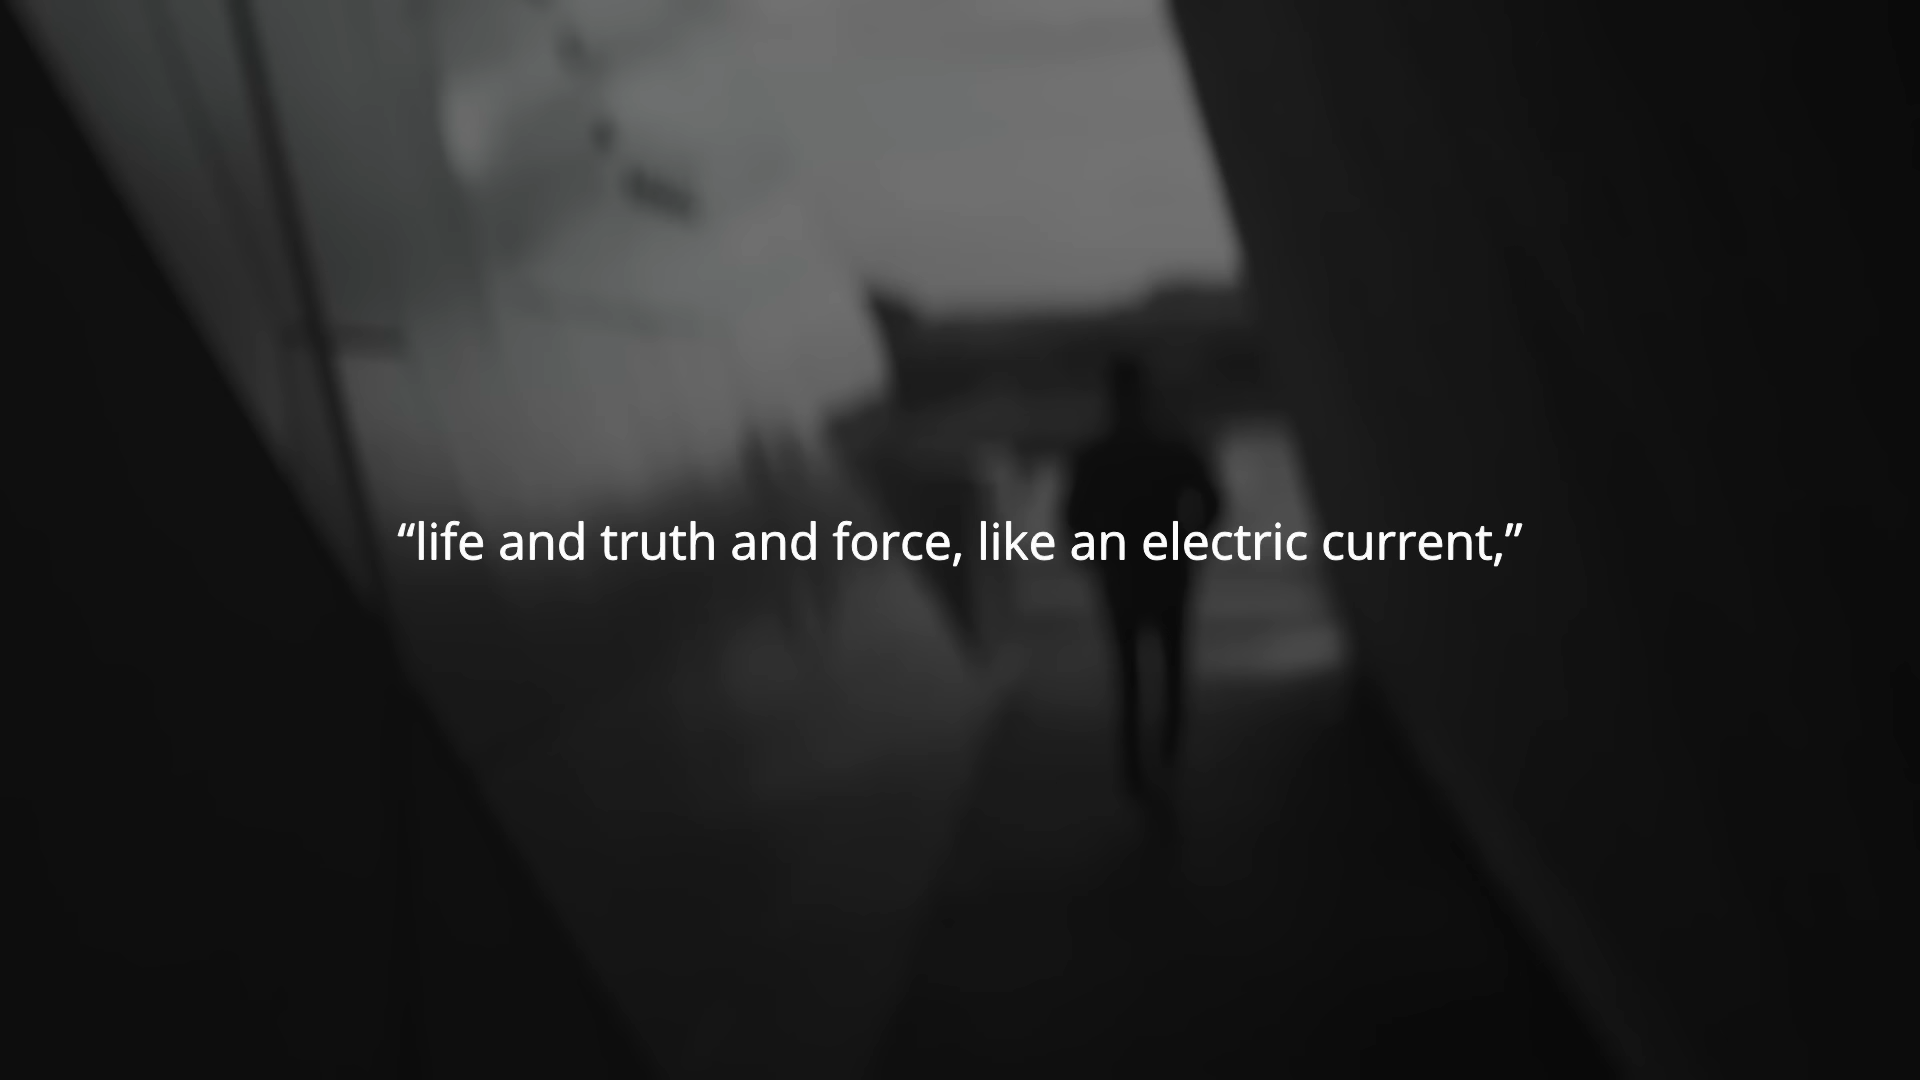 “life and truth and force, like an electric current,”